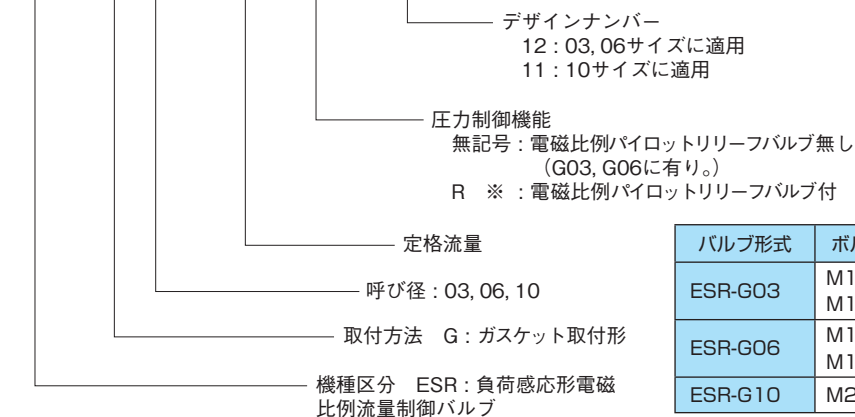 デザインナンバー
12：03, 06サイズに適用
11：10サイズに適用
圧力制御機能
無記号：電磁比例パイロットリリーフバルブ無し
（G03, G06に有り。）
R ※ ：電磁比例パイロットリリーフバルブ付
定格流量
呼び径：03, 06, 10
取付方法 G：ガスケット取付形
機種区分 ESR：負荷感応形電磁
比例流量制御バルブ
バルブ形式
ESR-G03
M1
M1
ESR-G06
M1
M1
ESR-G10
M2